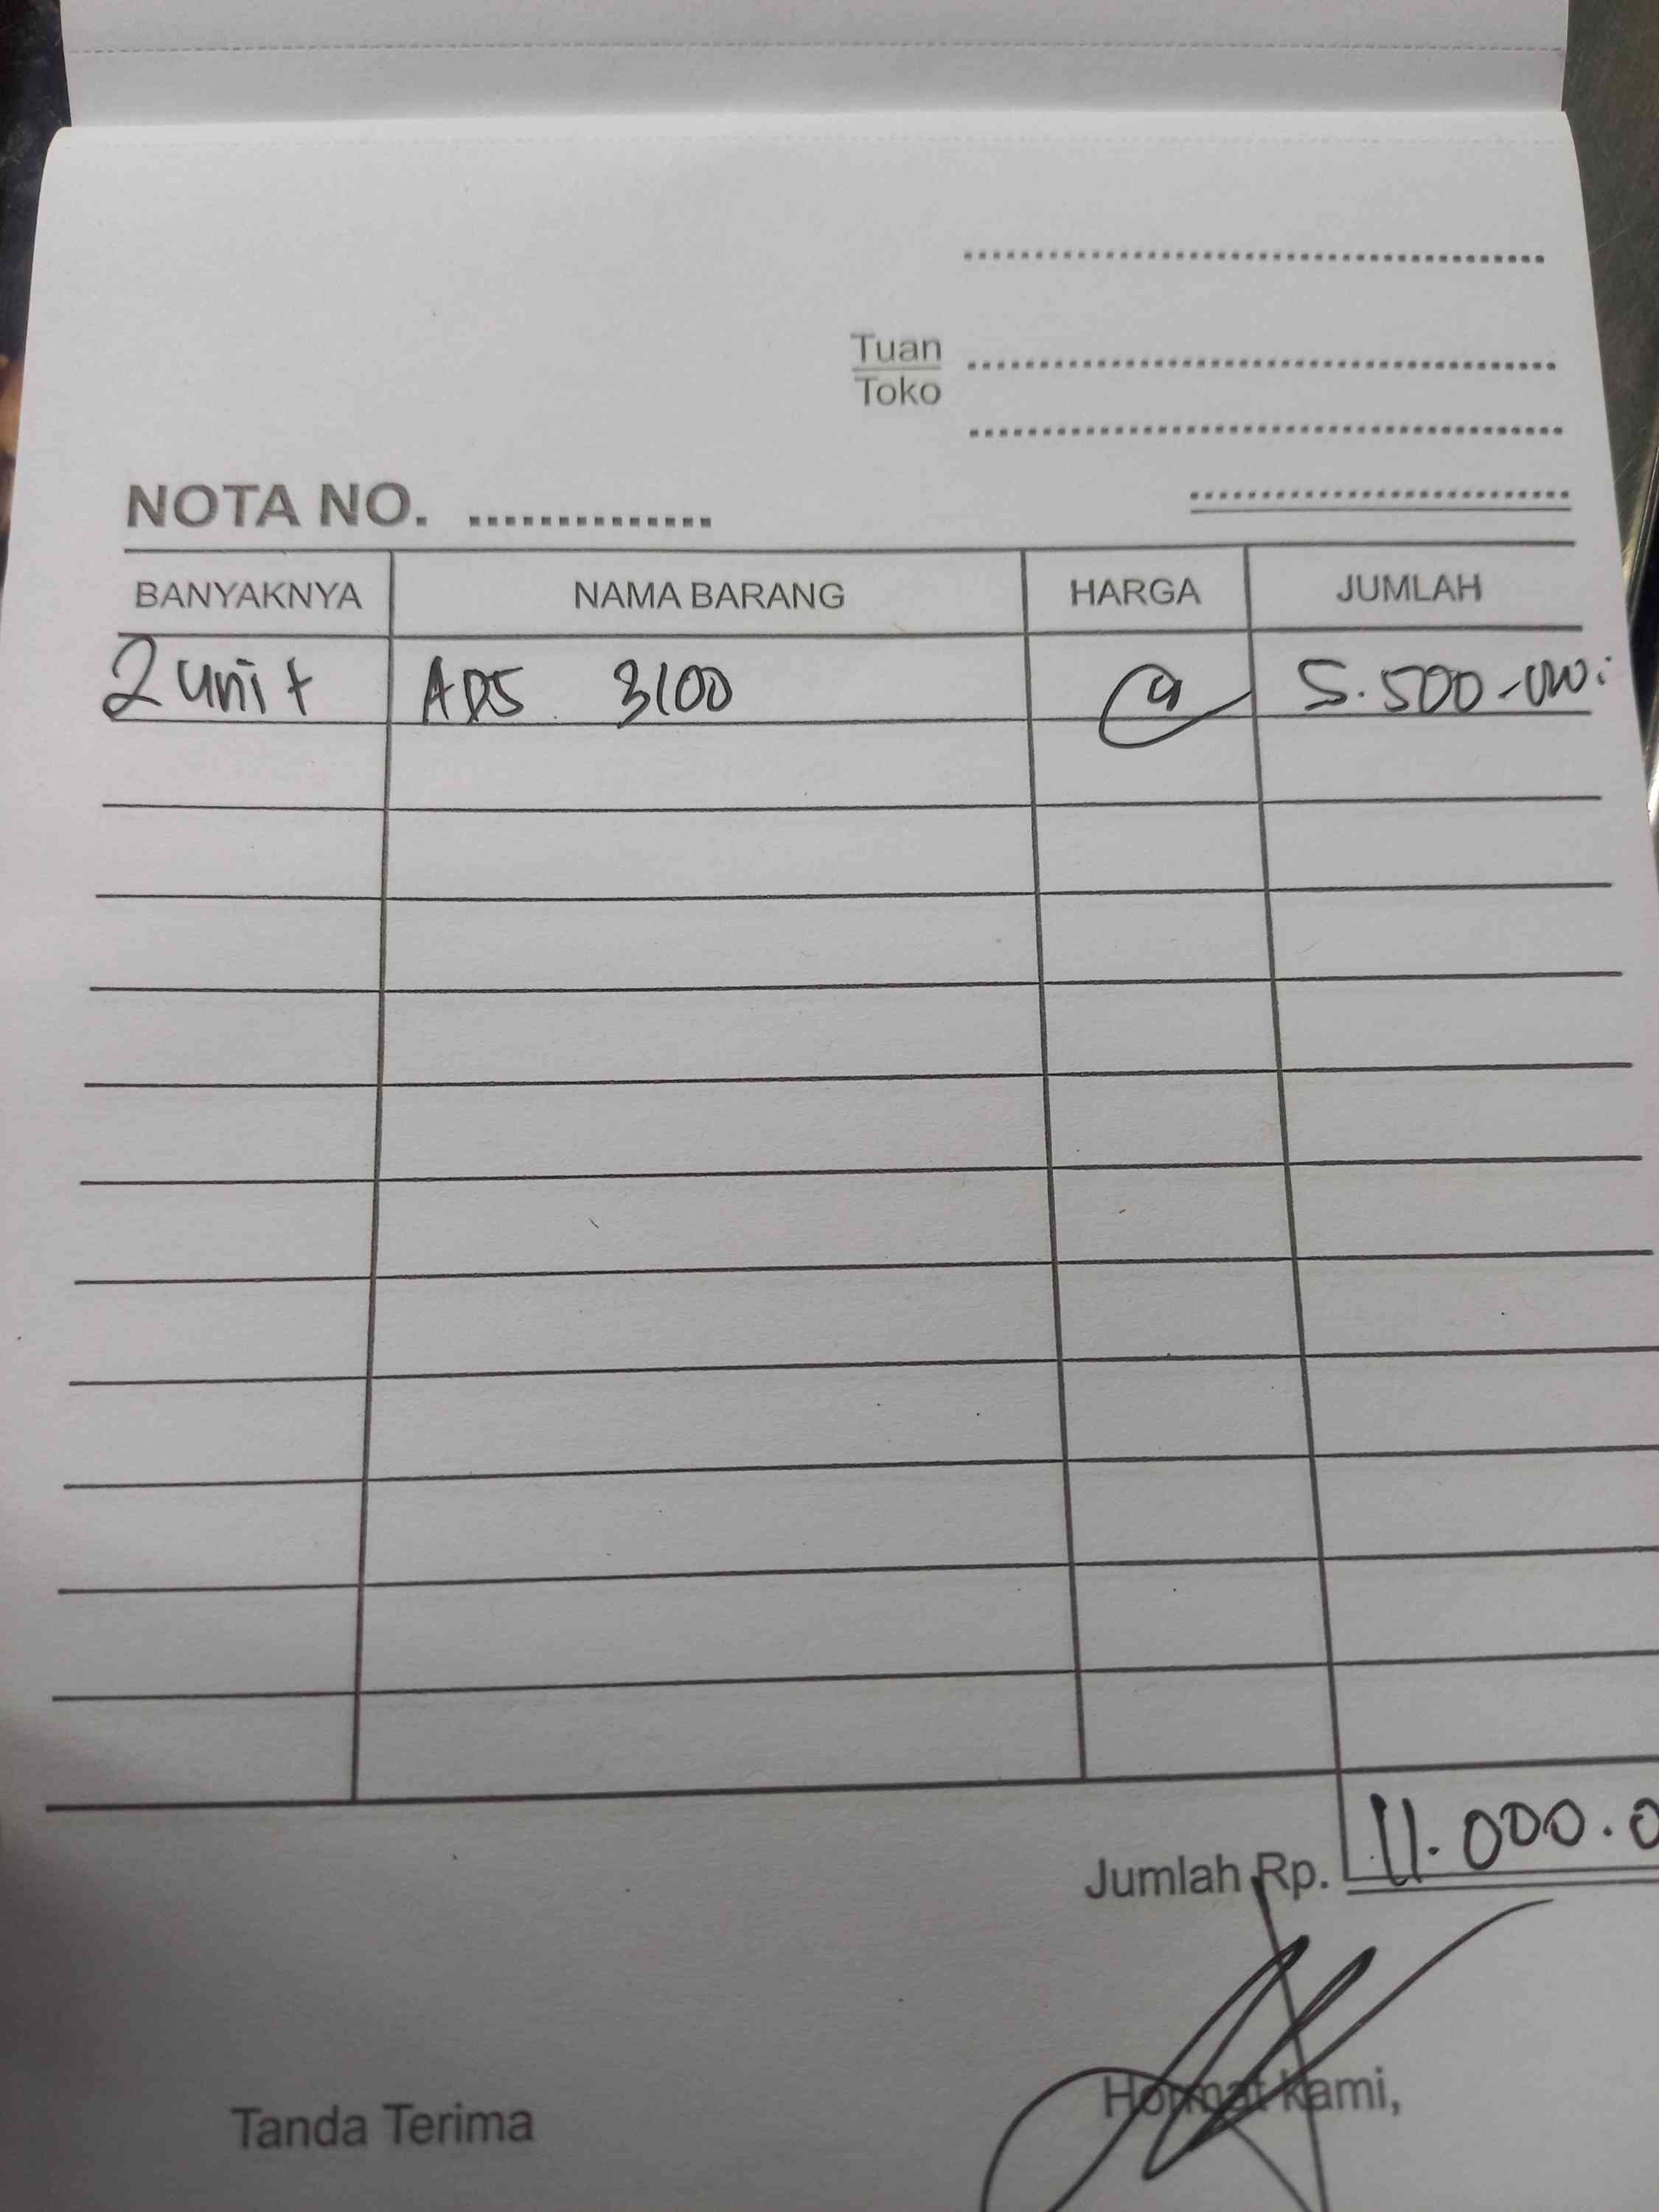 Tuan
Toko
NOTA NO.
BANYAKNYA NAMA BARANG HARGA JUMLAH
2 unit ADS 3100 @ 5.500.000
Jumlah Rp. 11.000.0
Tanda Terima Hormat Kami,